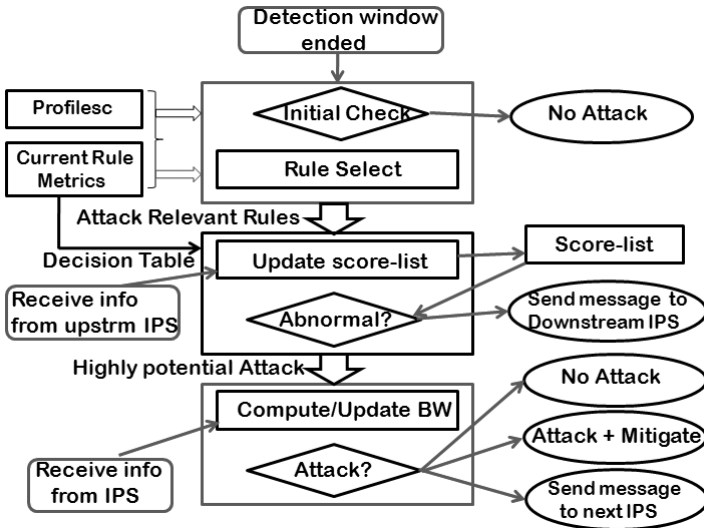 Detection window
ended
Profilesc
Initial Check
No Attack
Current Rule
Metrics
Rule Select
Attack Relevant Rules
Decision Table
Update score-list
Score-list
Receive info
from upstrm IPS
Abnormal?
Send message to
Downstream IPS
Highly potential Attack
No Attack
Compute/Update BW
Attack + Mitigate
Receive info
from IPS
Attack?
Send message
to next IPS